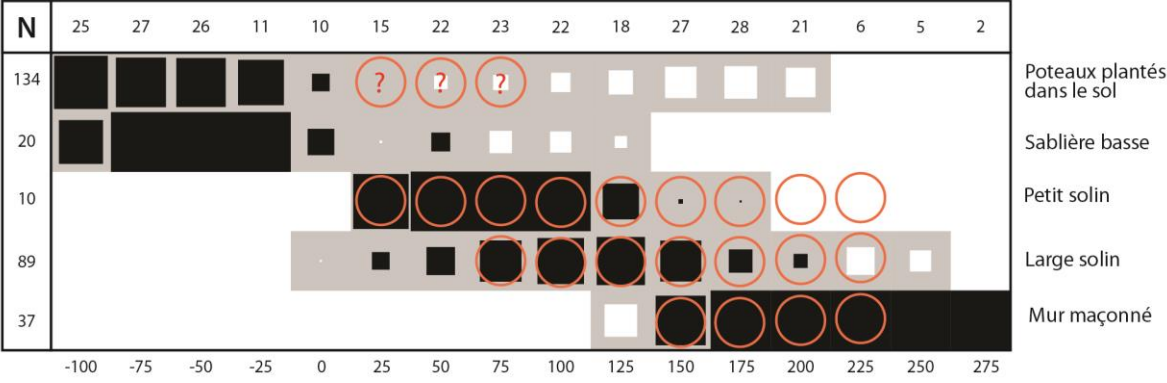 N 25 27 26 11 10 15 22 23 22 18 27 28 21 6 5 2
134 ? ? ? Poteaux plantés
dans le sol
20 Sablière basse
10 Petit solin
89 Large solin
37 Mur maçonné
-100 -75 -50 -25 0 25 50 75 100 125 150 175 200 225 250 275